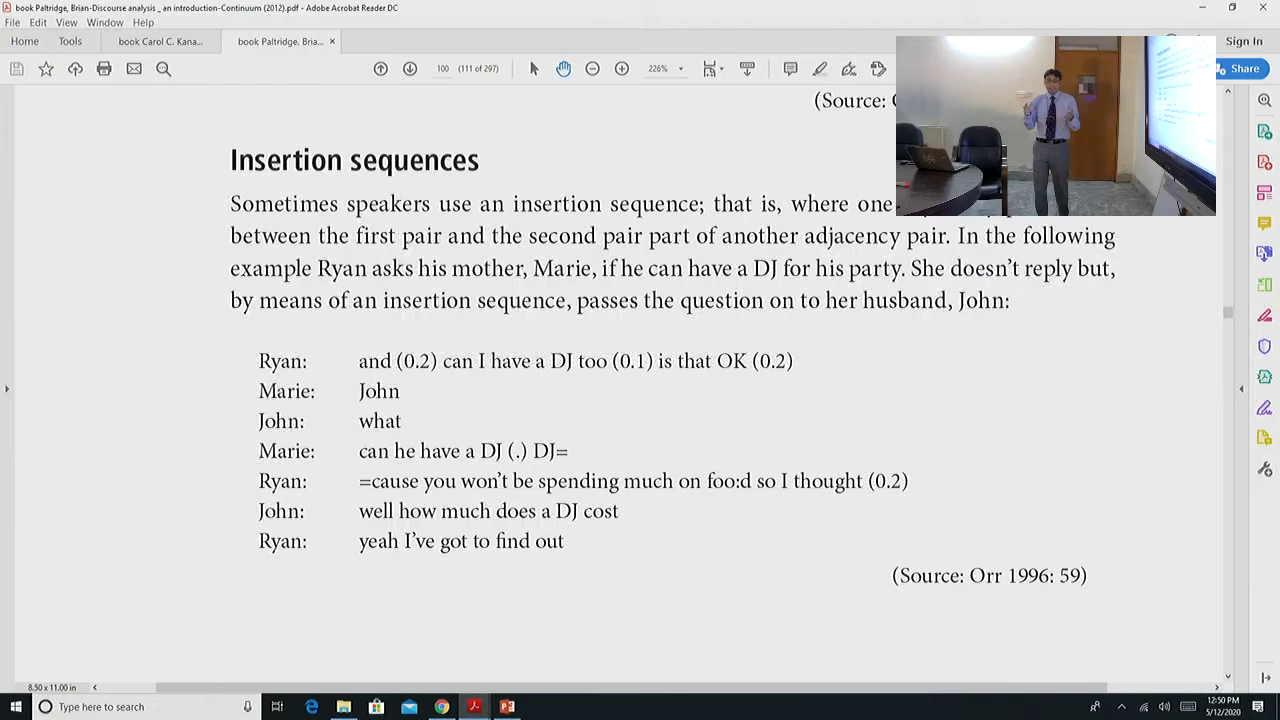 book Paltridge, Brian-Discourse analysis _ an introduction-Continuum (2012).pdf - Adobe Acrobat Reader DC
File Edit View Window Help
Home Tools book Carol C. Kana... book Paltridge, Brian... × Sign In
100 (117 of 287) 226% Share
(Source:
Insertion sequences
Sometimes speakers use an insertion sequence; that is, where one
between the first pair and the second pair part of another adjacency pair. In the following
example Ryan asks his mother, Marie, if he can have a DJ for his party. She doesn't reply but,
by means of an insertion sequence, passes the question on to her husband, John:
Ryan: and (0.2) can I have a DJ too (0.1) is that OK (0.2)
Marie: John
John: what
Marie: can he have a DJ (.) DJ=
Ryan: =cause you won't be spending much on foo:d so I thought (0.2)
John: well how much does a DJ cost
Ryan: yeah I've got to find out
(Source: Orr 1996: 59)
8.50 x 11.00 in
Type here to search
12:50 PM
5/12/2020